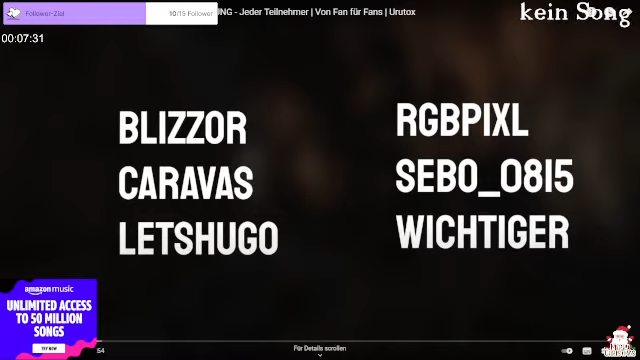 Follower-Ziel
10/15 Follower
NG - Jeder Teilnehmer | Von Fan für Fans | Urutox
kein Song
00:07:31
BLIZZOR
CARAVAS
LETSHUGO
RGBPIXL
SEBO_0815
WICHTIGER
amazon music
UNLIMITED ACCESS
TO 50 MILLION
SONGS
TRY NOW
54
Für Details scrollen